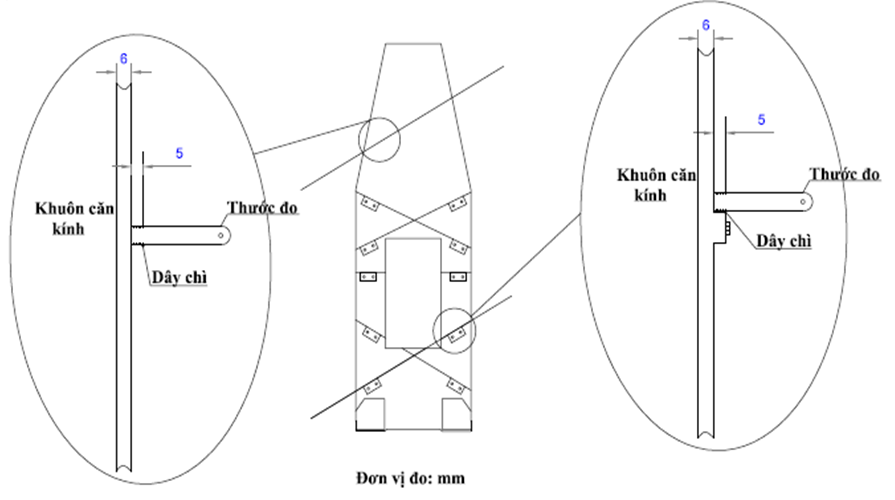 6
5
Khuôn căn
kính
Thước đo
Dây chì
6
5
Khuôn căn
kính
Thước đo
Dây chì
Đơn vị đo: mm